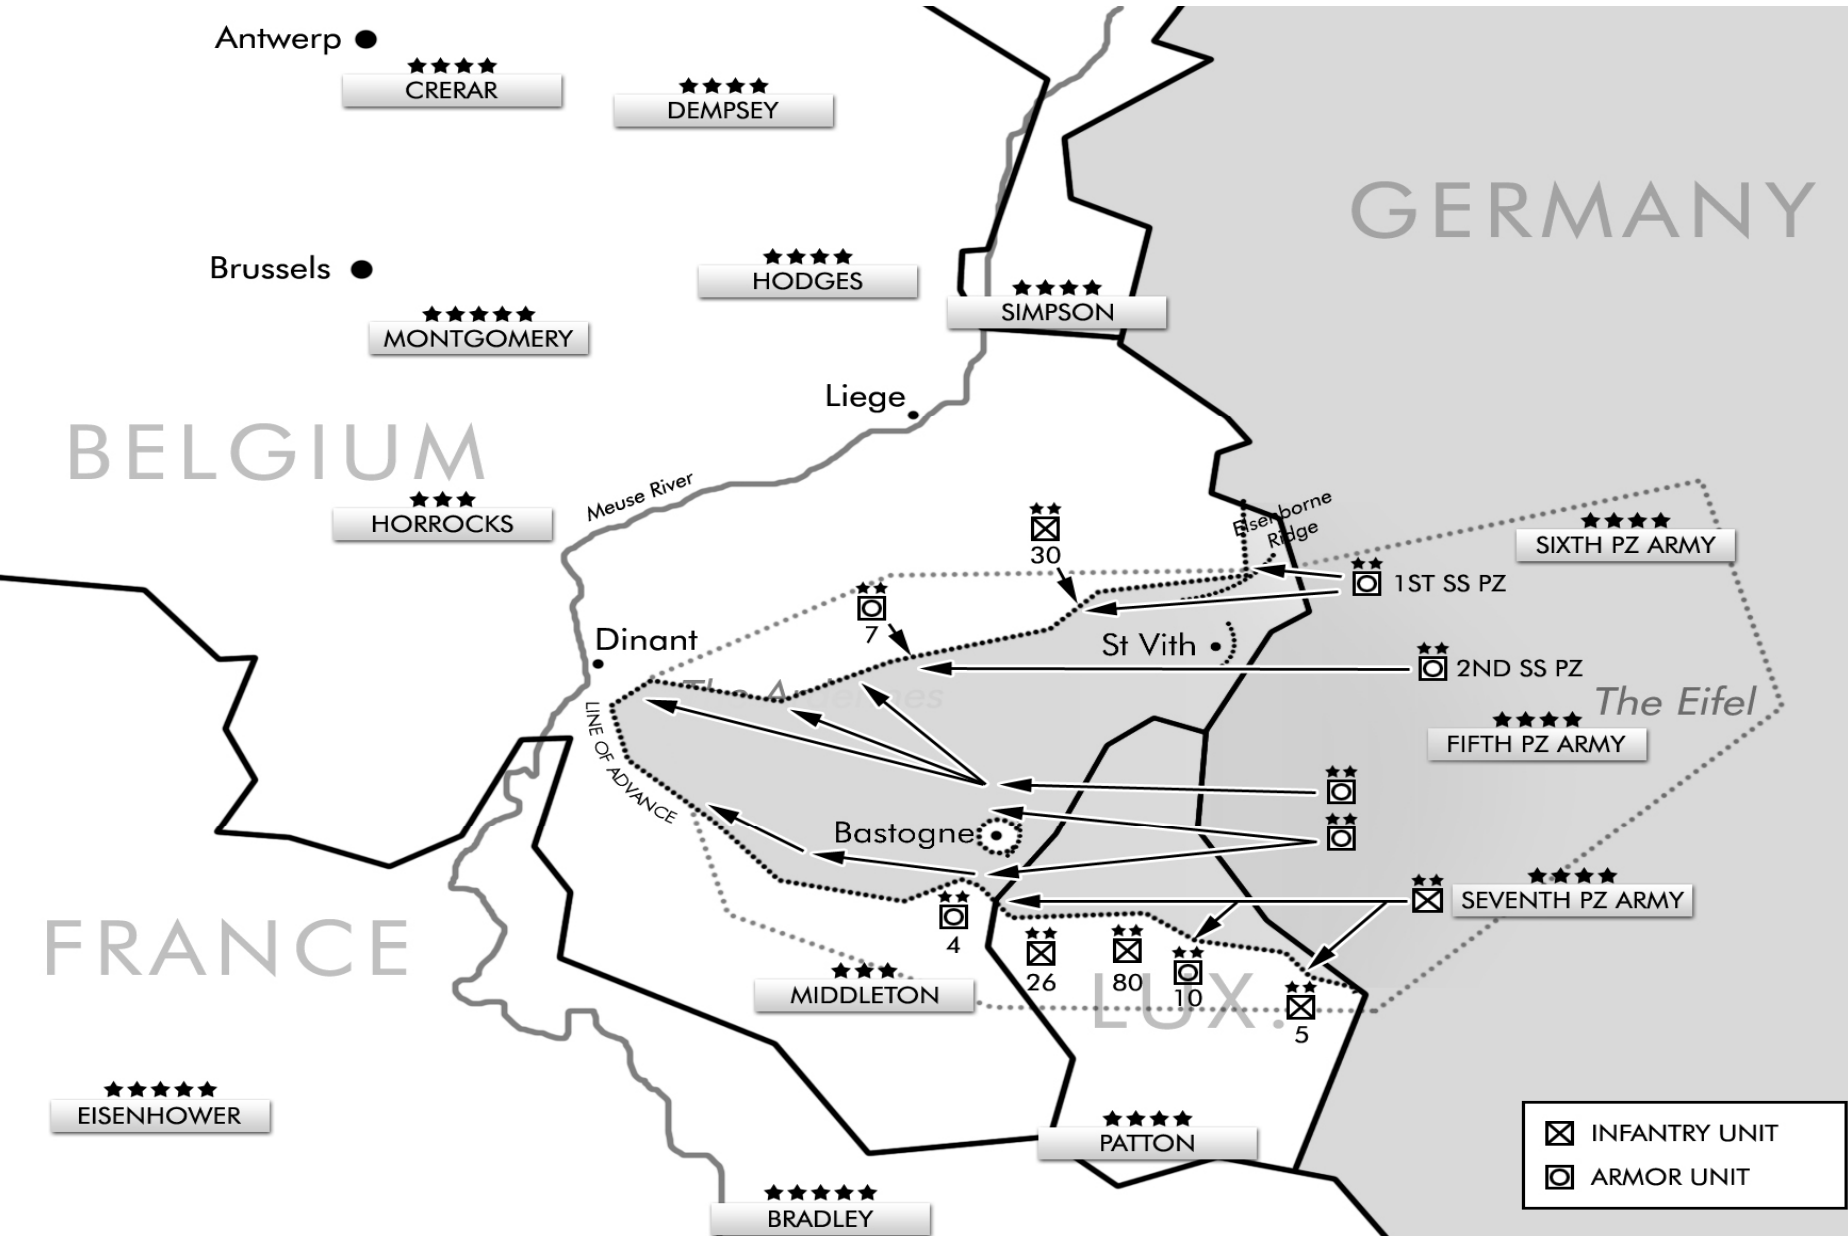 Antwerp
CRERAR
DEMPSEY
GERMANY
Brussels
HODGES
SIMPSON
MONTGOMERY
Liege
BELGIUM
Meuse River
HORROCKS
Elsenborne
Ridge
SIXTH PZ ARMY
30
1ST SS PZ
7
Dinant
St Vith
2ND SS PZ
The Ardennes
The Eifel
LINE OF ADVANCE
FIFTH PZ ARMY
Bastogne
SEVENTH PZ ARMY
4
26
80
10
5
FRANCE
MIDDLETON
LUX.
EISENHOWER
PATTON
BRADLEY
INFANTRY UNIT
ARMOR UNIT